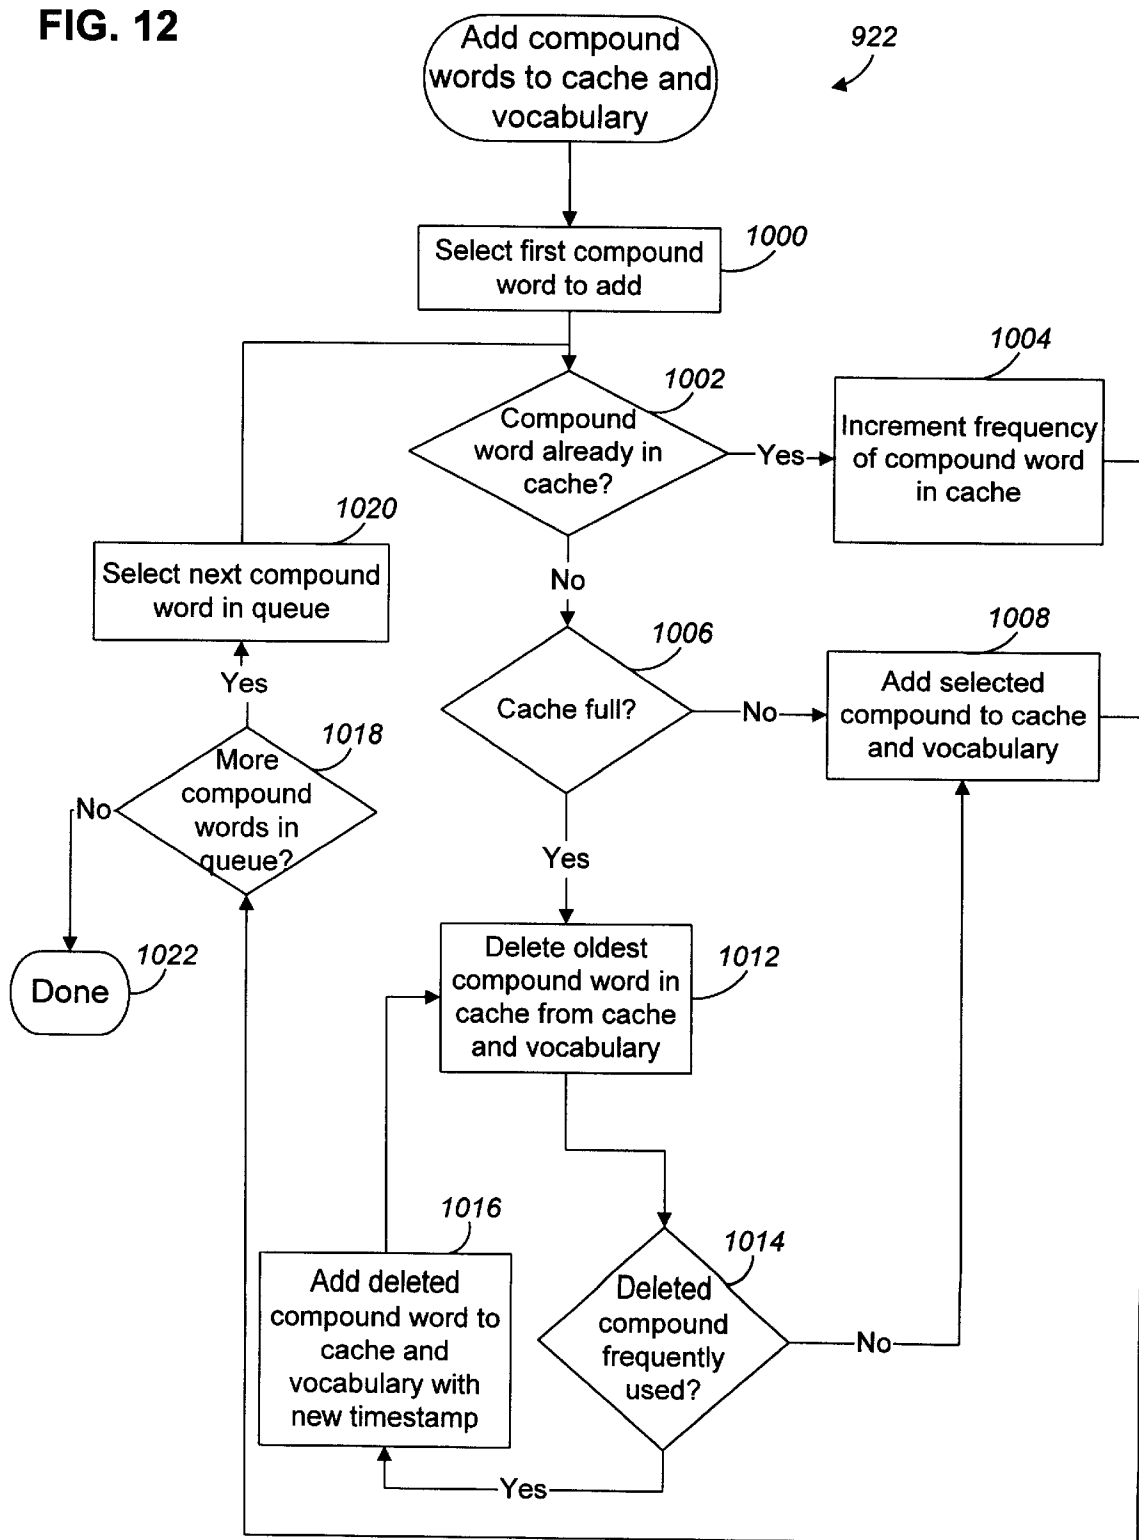 FIG. 12
Add compound
words to cache and
vocabulary
922
Select first compound
word to add
1000
Compound
word already in
cache?
1002
Yes
Increment frequency
of compound word
in cache
1004
No
Select next compound
word in queue
1020
Yes
Cache full?
1006
No
Add selected
compound to cache
and vocabulary
1008
More
compound
words in
queue?
1018
No
Yes
Done
1022
Delete oldest
compound word in
cache from cache
and vocabulary
1012
Add deleted
compound word to
cache and
vocabulary with
new timestamp
1016
Deleted
compound
frequently
used?
1014
No
Yes